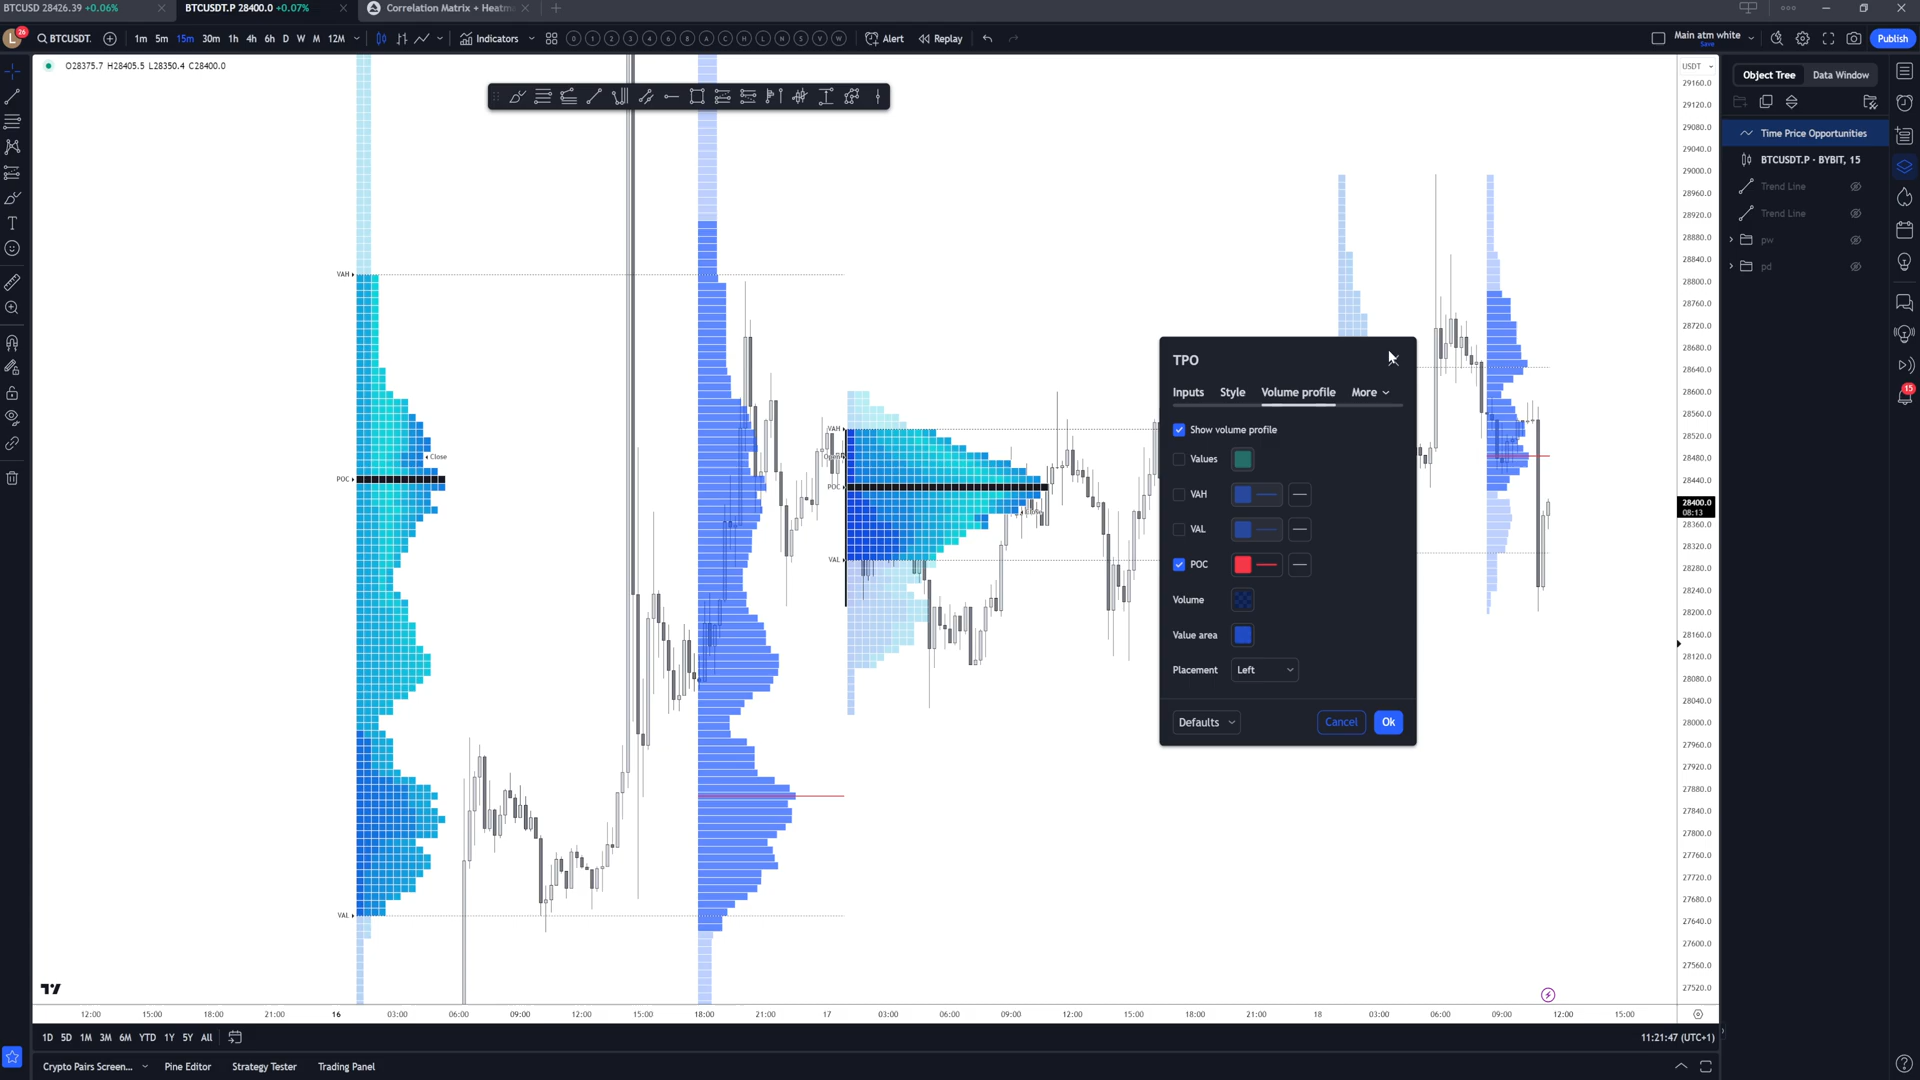 BTCUSD 28426.39 +0.06%
BTCUSDT.P 28400.0 +0.07%
Correlation Matrix + Heatm
L
26
BTCUSDT.
1m 5m 15m 30m 1h 4h 6h D W M 12M
Indicators
Alert
Replay
Main atm white
Save
Publish
O28375.7 H28405.5 L28350.4 C28400.0
USDT
Object Tree
Data Window
Time Price Opportunities
BTCUSDT.P - BYBIT, 15
Trend Line
Trend Line
pw
pd
15
VAH
Close
POC
VAL
VAH
Open
POC
Close
VAL
TPO
Inputs
Style
Volume profile
More
Show volume profile
Values
VAH
VAL
POC
Volume
Value area
Placement
Left
Defaults
Cancel
Ok
29160.0
29120.0
29080.0
29040.0
29000.0
28960.0
28920.0
28880.0
28840.0
28800.0
28760.0
28720.0
28680.0
28640.0
28600.0
28560.0
28520.0
28480.0
28440.0
28400.0
08:13
28360.0
28320.0
28280.0
28240.0
28200.0
28160.0
28120.0
28080.0
28040.0
28000.0
27960.0
27920.0
27880.0
27840.0
27800.0
27760.0
27720.0
27680.0
27640.0
27600.0
27560.0
27520.0
12:00 15:00 18:00 21:00 16 03:00 06:00 09:00 12:00 15:00 18:00 21:00 17 03:00 06:00 09:00 12:00 15:00 18:00 21:00 18 03:00 06:00 09:00 12:00 15:00
1D 5D 1M 3M 6M YTD 1Y 5Y All
11:21:47 (UTC+1)
Crypto Pairs Screen...
Pine Editor
Strategy Tester
Trading Panel